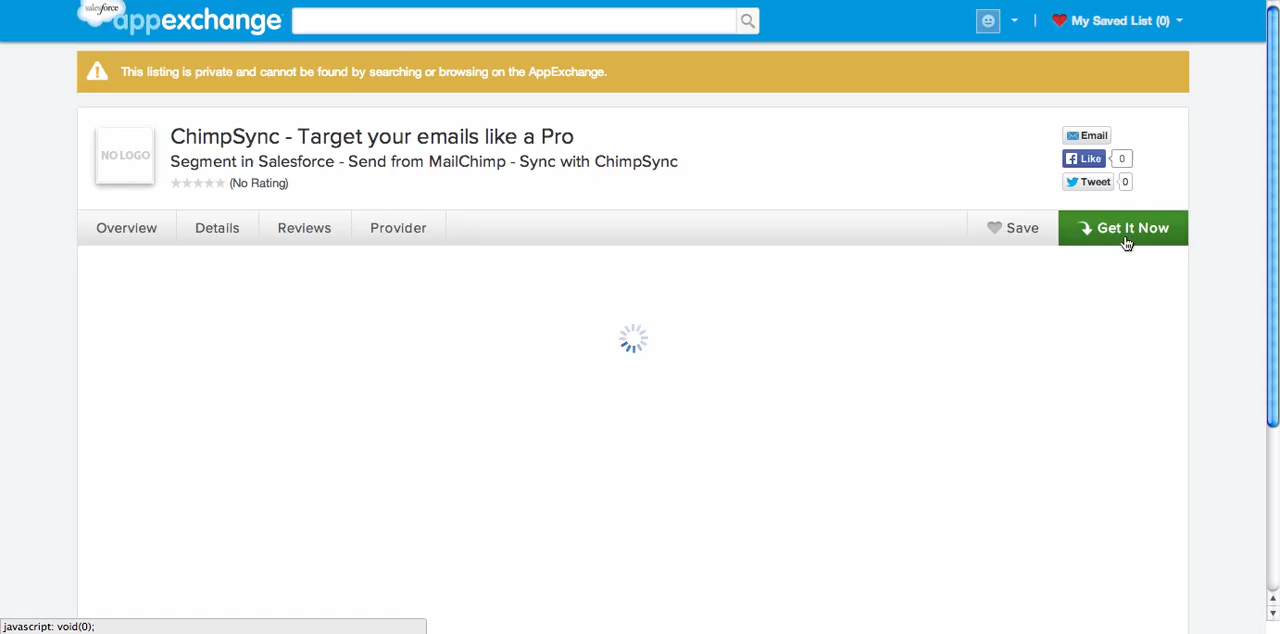 salesforce
appexchange
My Saved List (0)
This listing is private and cannot be found by searching or browsing on the AppExchange.
NO LOGO
ChimpSync - Target your emails like a Pro
Segment in Salesforce - Send from MailChimp - Sync with ChimpSync
(No Rating)
Email
Like 0
Tweet 0
Overview Details Reviews Provider Save Get It Now
javascript: void(0);